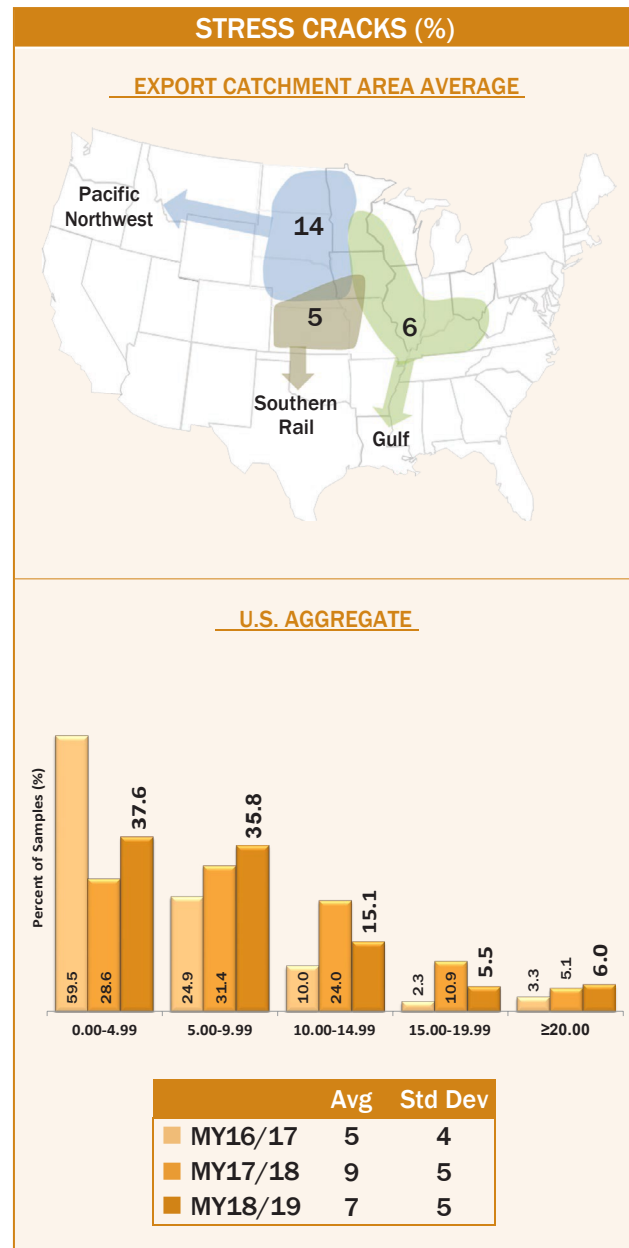 STRESS CRACKS (%)
EXPORT CATCHMENT AREA AVERAGE
Pacific
Northwest
14
5
6
Southern
Rail
Gulf
U.S. AGGREGATE
Percent of Samples (%)
59.5
28.6
37.6
24.9
31.4
35.8
10.0
24.0
15.1
2.3
10.9
5.5
3.3
5.1
6.0
0.00-4.99 5.00-9.99 10.00-14.99 15.00-19.99 ≥20.00
Avg Std Dev
MY16/17 5 4
MY17/18 9 5
MY18/19 7 5